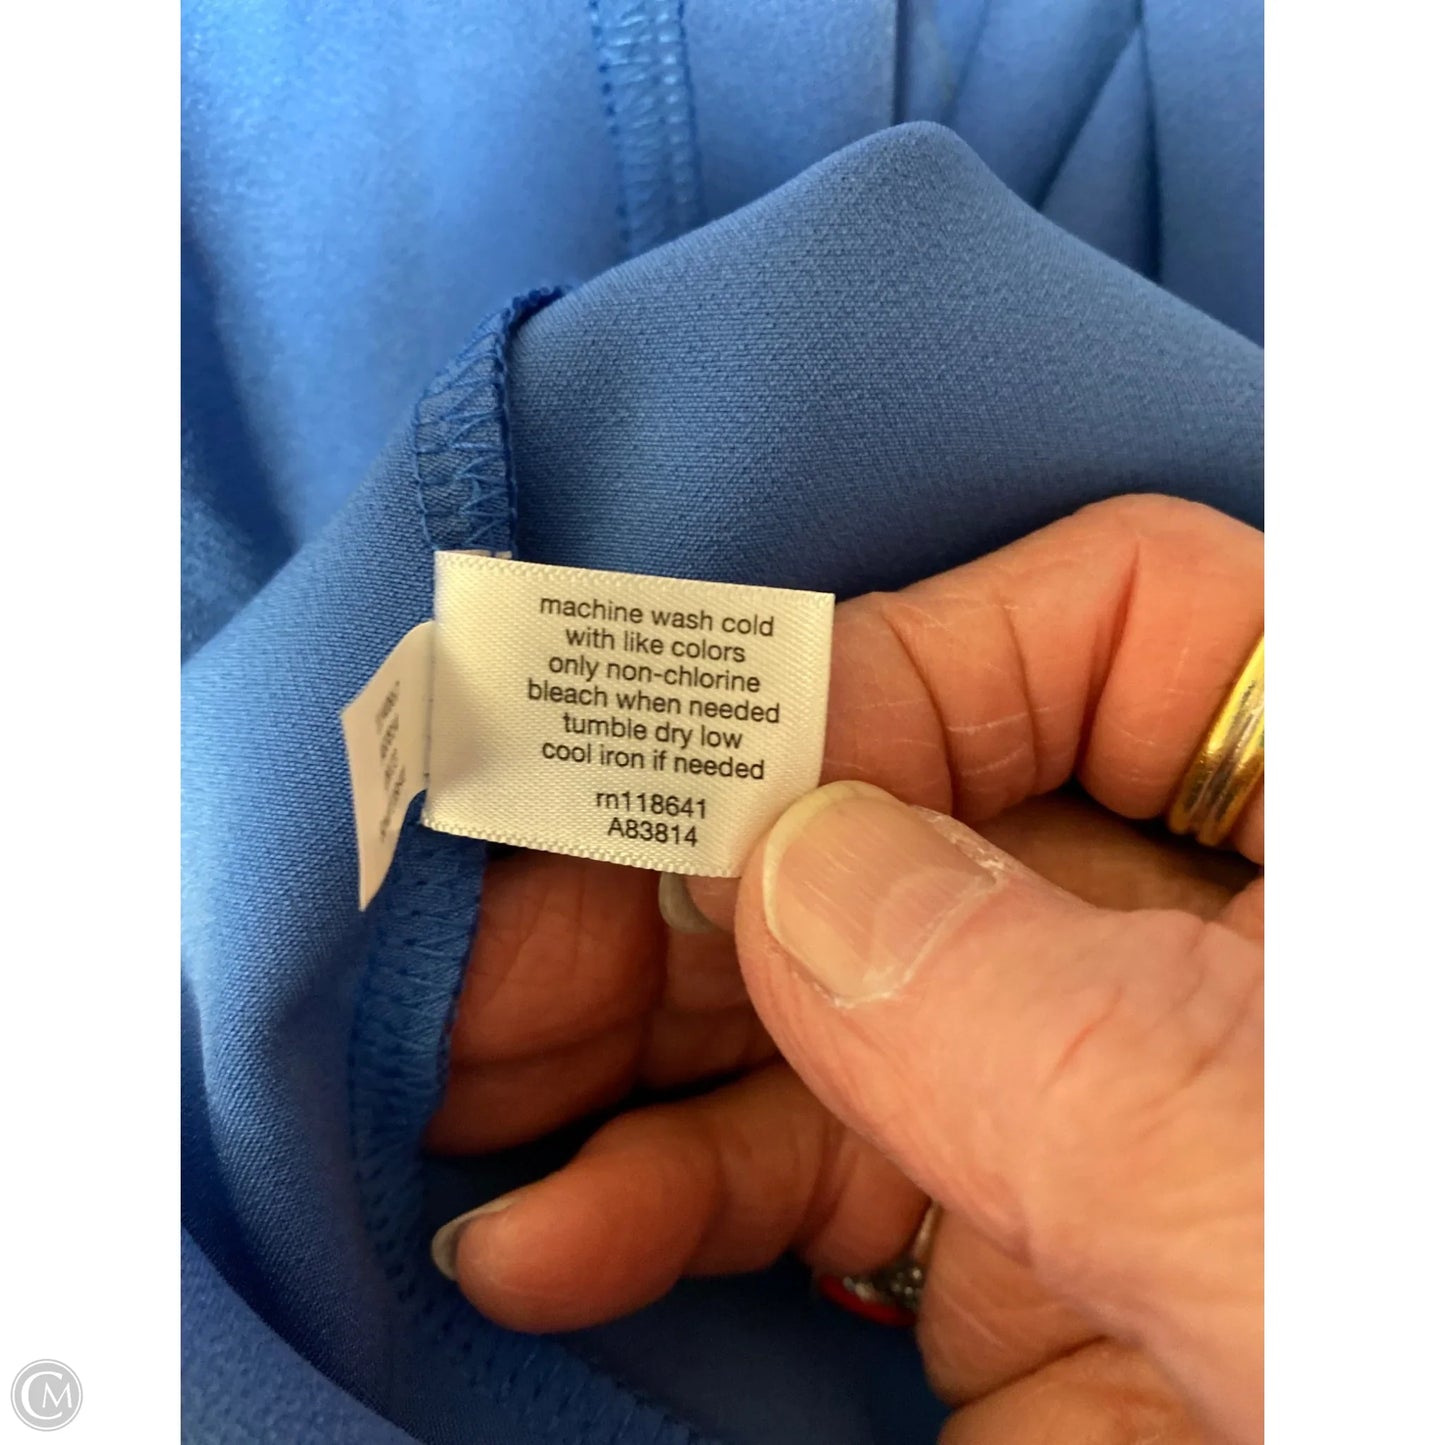 machine wash cold
with like colors
only non-chlorine
bleach when needed
tumble dry low
cool iron if needed
rn118641
A83814
CM